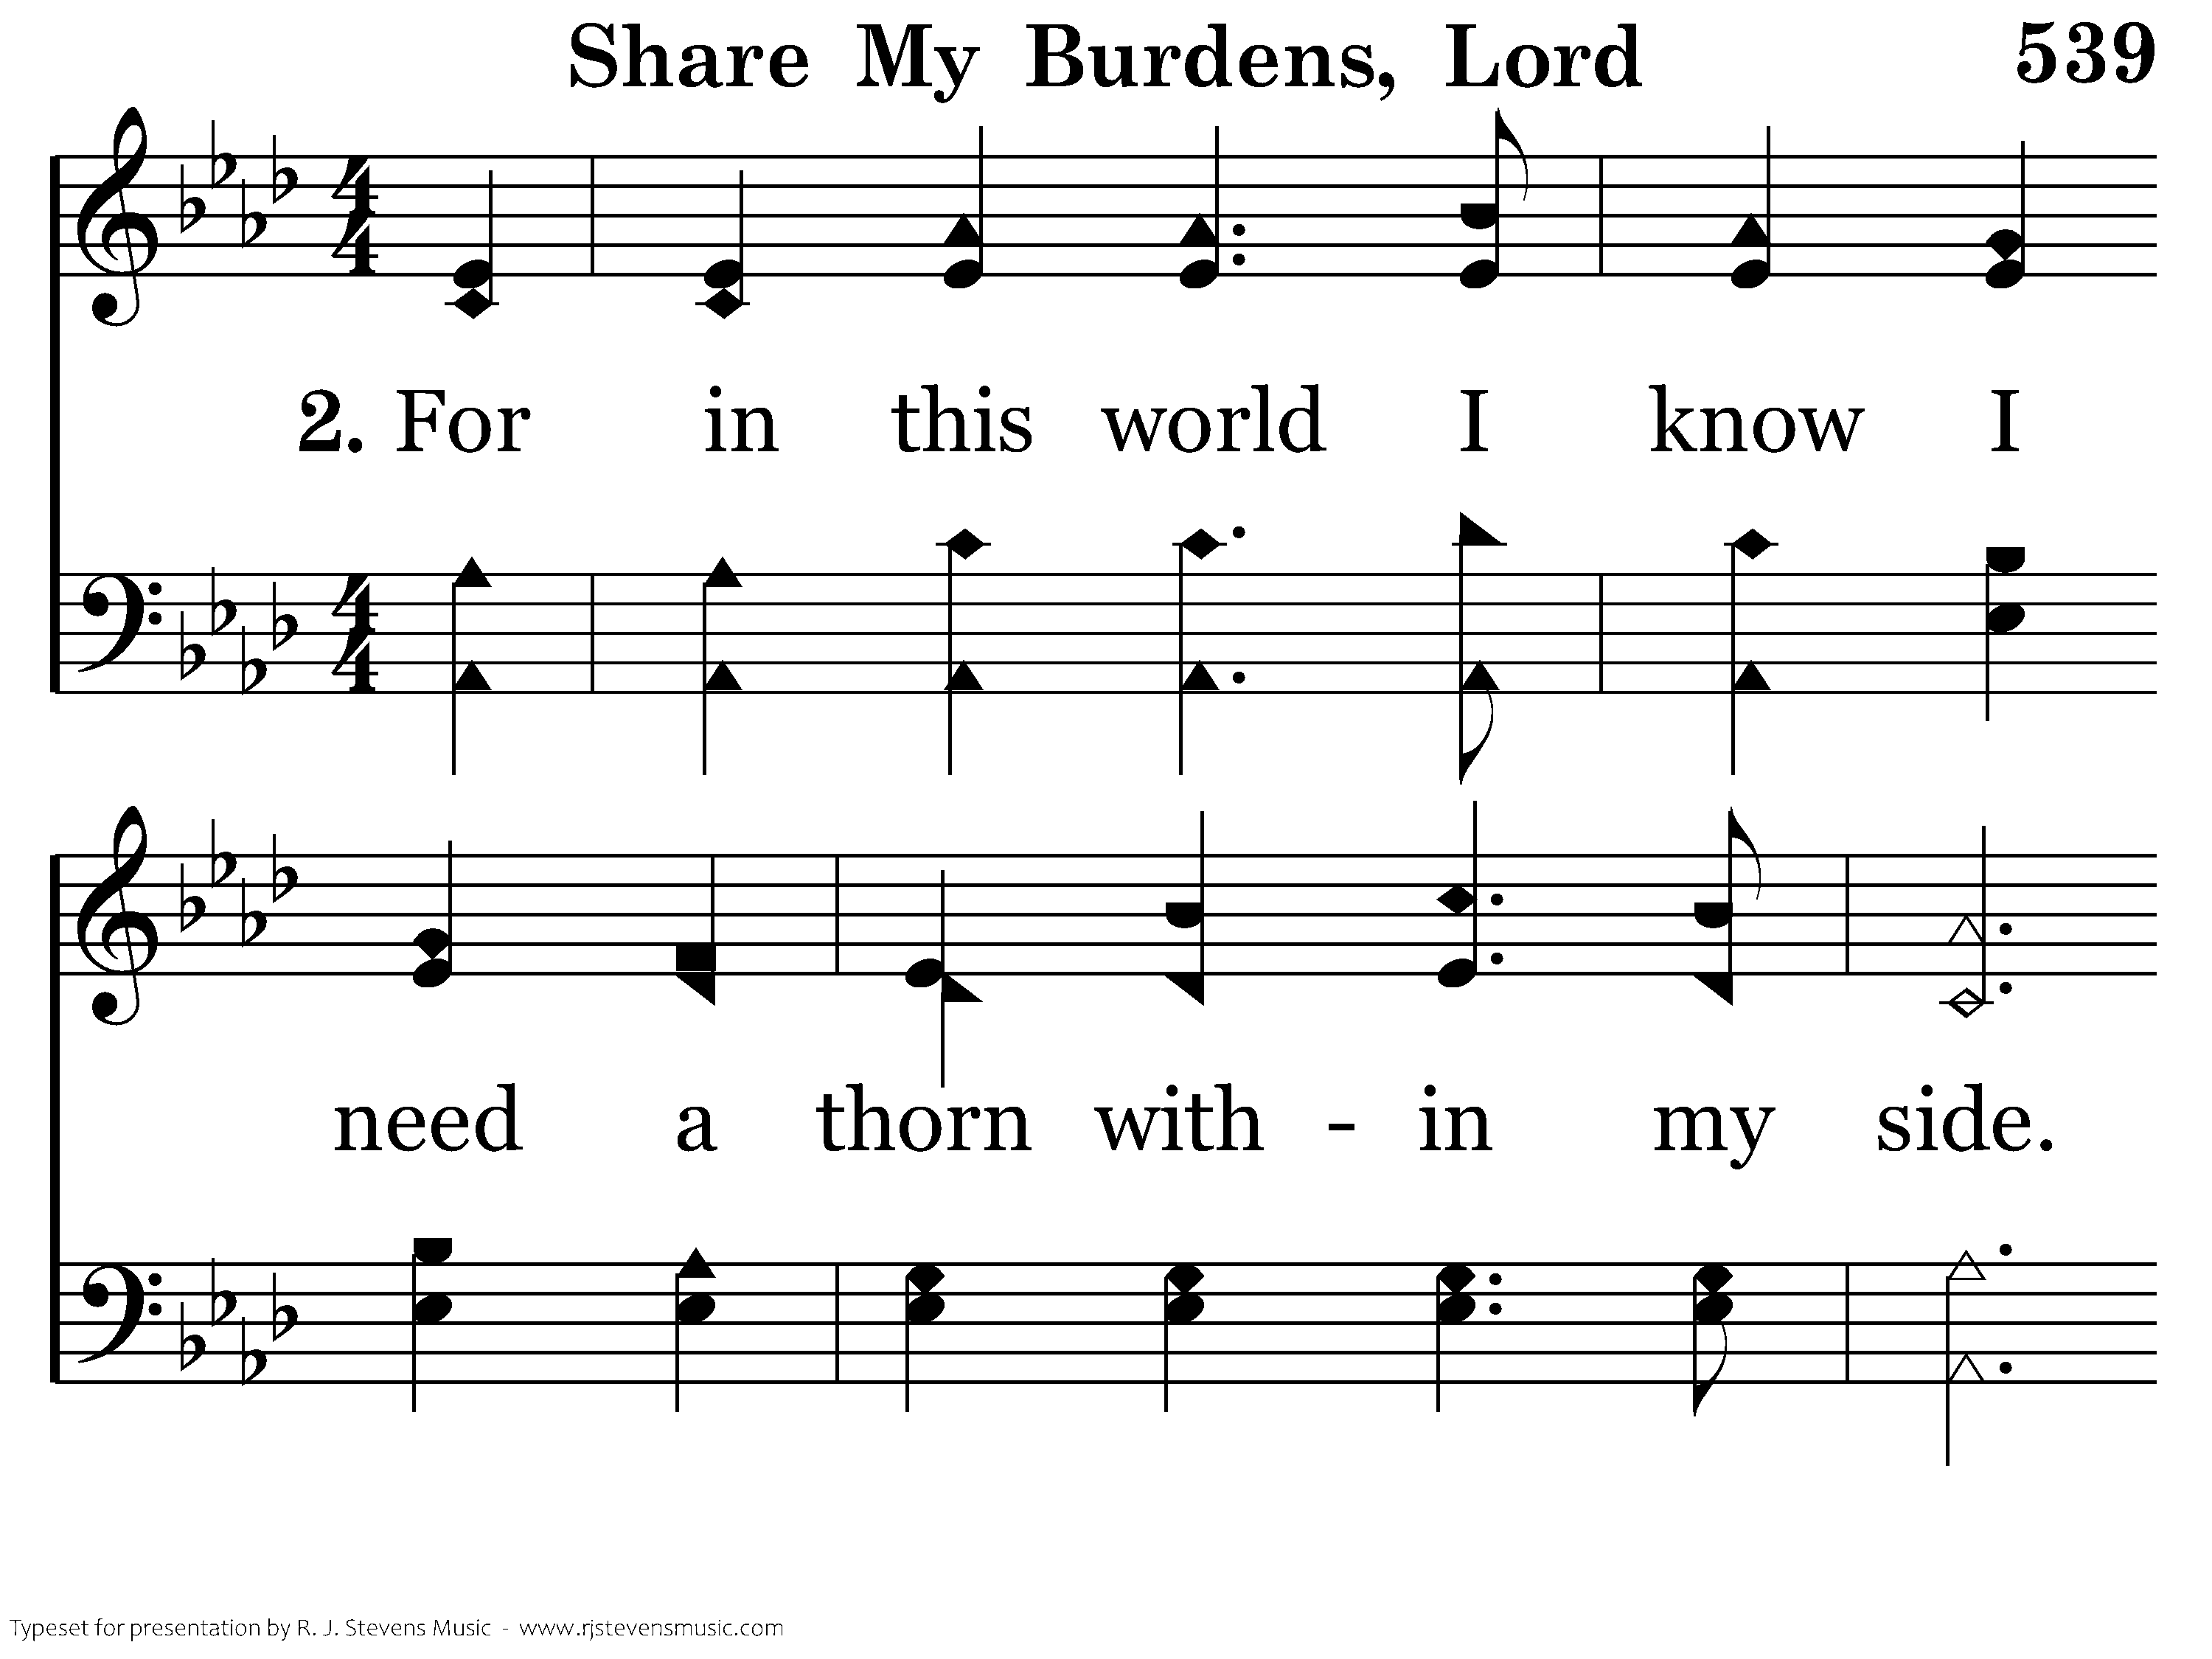 Share My Burdens, Lord 539
2. For in this world I know I
need a thorn with - in my side.
Typeset for presentation by R. J. Stevens Music - www.rjstevensmusic.com